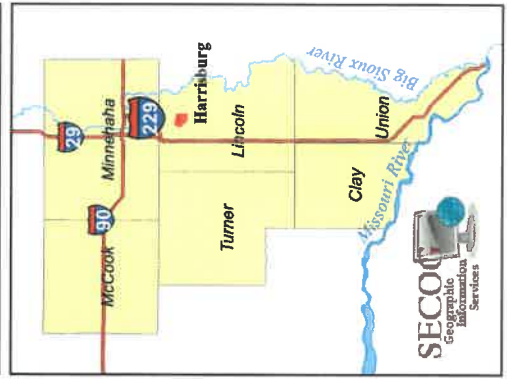 29
90
229
McCook
Minnehaha
Harrisburg
Turner
Lincoln
Clay
Union
Big Sioux River
Missouri River
SECOG
Geographic
Information
Services